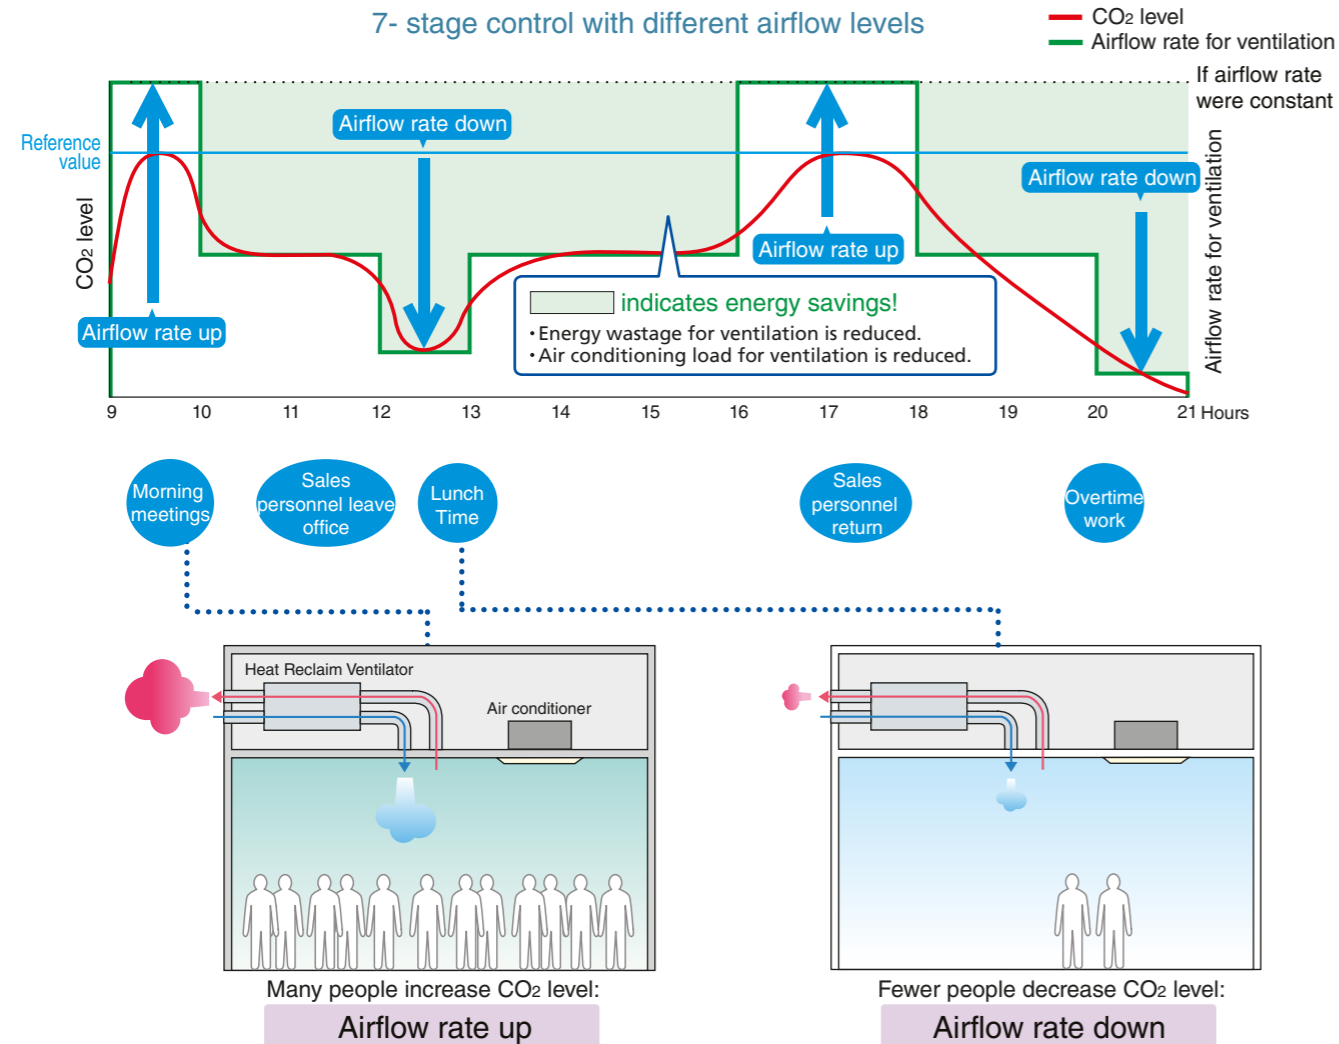 7- stage control with different airflow levels
CO2 level
Airflow rate for ventilation
If airflow rate
were constant
Reference
value
CO2 level
Airflow rate for ventilation
Airflow rate up
Airflow rate down
Airflow rate up
Airflow rate down
indicates energy savings!
・Energy wastage for ventilation is reduced.
・Air conditioning load for ventilation is reduced.
9 10 11 12 13 14 15 16 17 18 19 20 21 Hours
Morning
meetings
Sales
personnel leave
office
Lunch
Time
Sales
personnel
return
Overtime
work
Heat Reclaim Ventilator
Air conditioner
Many people increase CO2 level:
Airflow rate up
Fewer people decrease CO2 level:
Airflow rate down